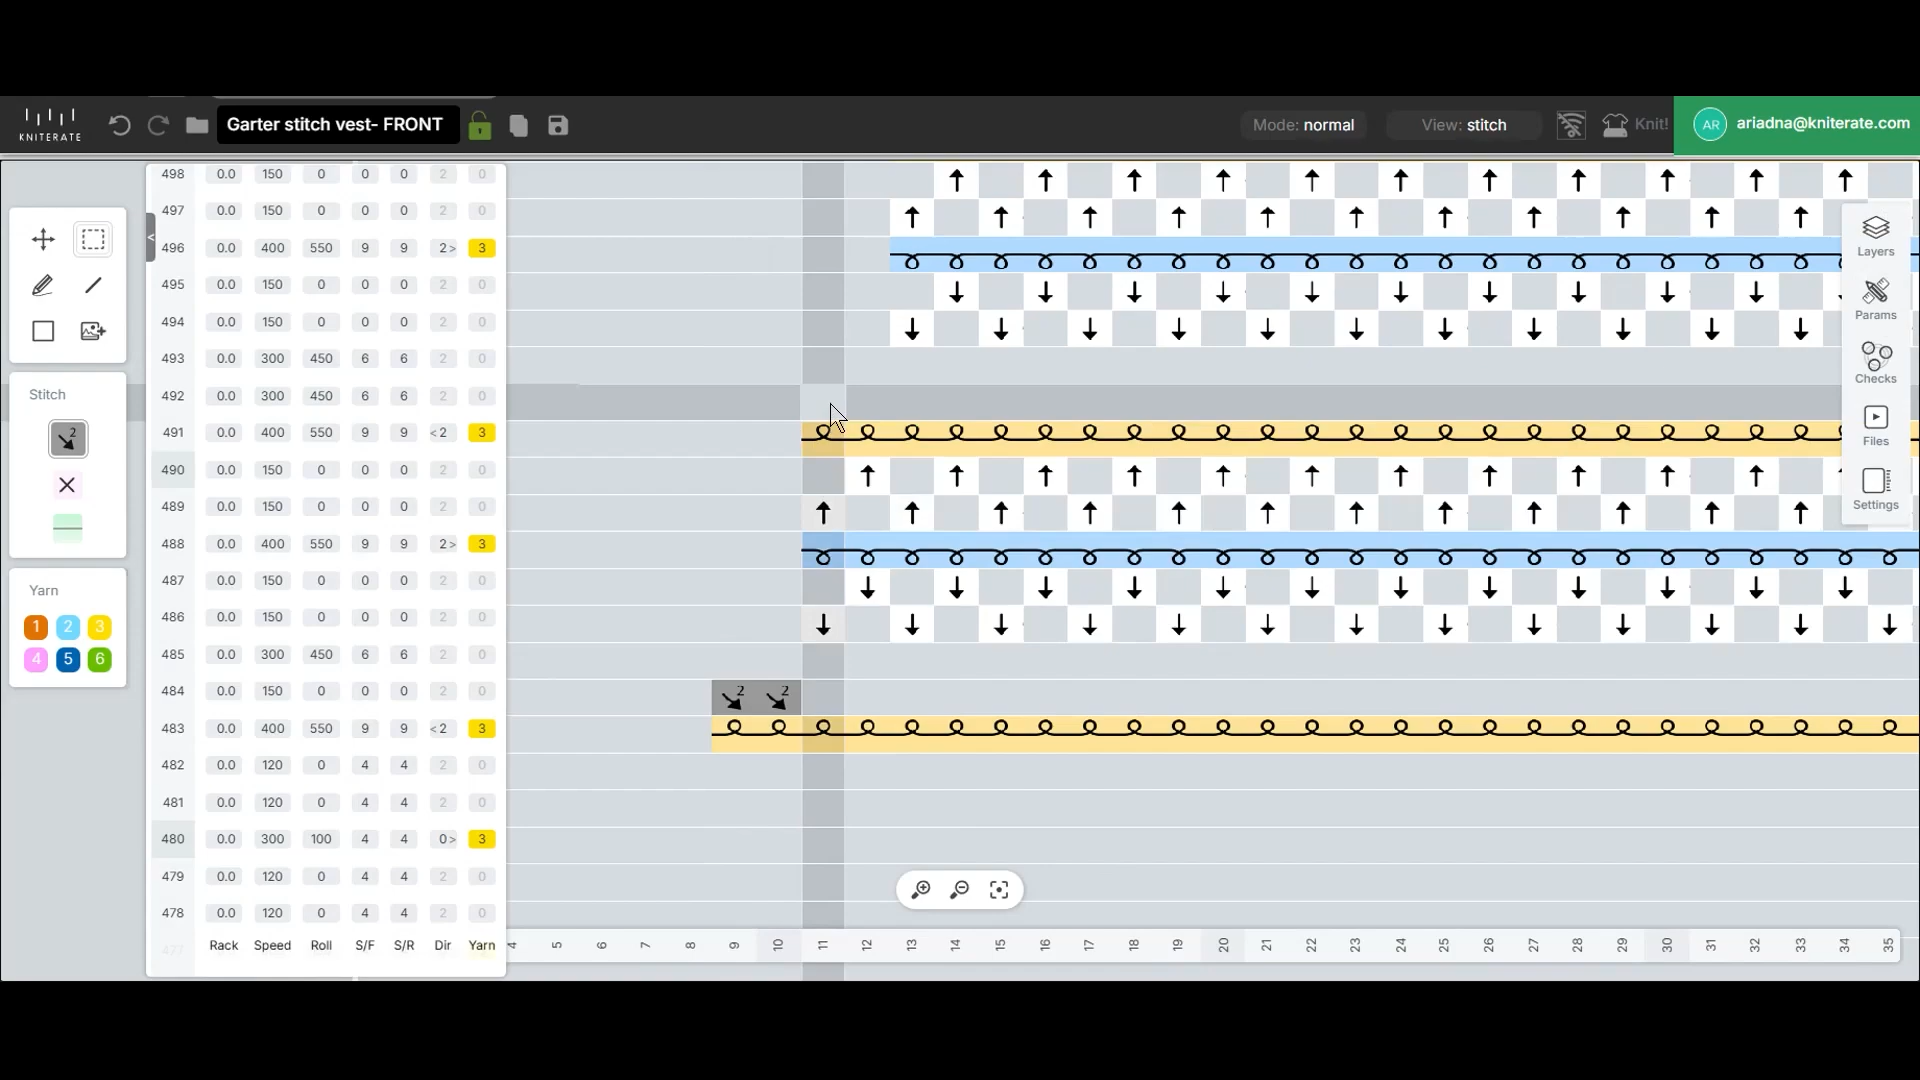 KNITERATE
Garter stitch vest- FRONT
Mode: normal
View: stitch
Knit!
AR
ariadna@kniterate.com
498 0.0 150 0 0 0 2 0
497 0.0 150 0 0 0 2 0
496 0.0 400 550 9 9 2> 3
495 0.0 150 0 0 0 2 0
494 0.0 150 0 0 0 2 0
493 0.0 300 450 6 6 2 0
492 0.0 300 450 6 6 2 0
491 0.0 400 550 9 9 <2 3
490 0.0 150 0 0 0 2 0
489 0.0 150 0 0 0 2 0
488 0.0 400 550 9 9 2> 3
487 0.0 150 0 0 0 2 0
486 0.0 150 0 0 0 2 0
485 0.0 300 450 6 6 2 0
484 0.0 150 0 0 0 2 0
483 0.0 400 550 9 9 <2 3
482 0.0 120 0 4 4 2 0
481 0.0 120 0 4 4 2 0
480 0.0 300 100 4 4 0> 3
479 0.0 120 0 4 4 2 0
478 0.0 120 0 4 4 2 0
477
Rack Speed Roll S/F S/R Dir Yarn
<
Stitch
2
Yarn
1 2 3
4 5 6
2 2
4 5 6 7 8 9 10 11 12 13 14 15 16 17 18 19 20 21 22 23 24 25 26 27 28 29 30 31 32 33 34 35
Layers
Params
Checks
Files
Settings